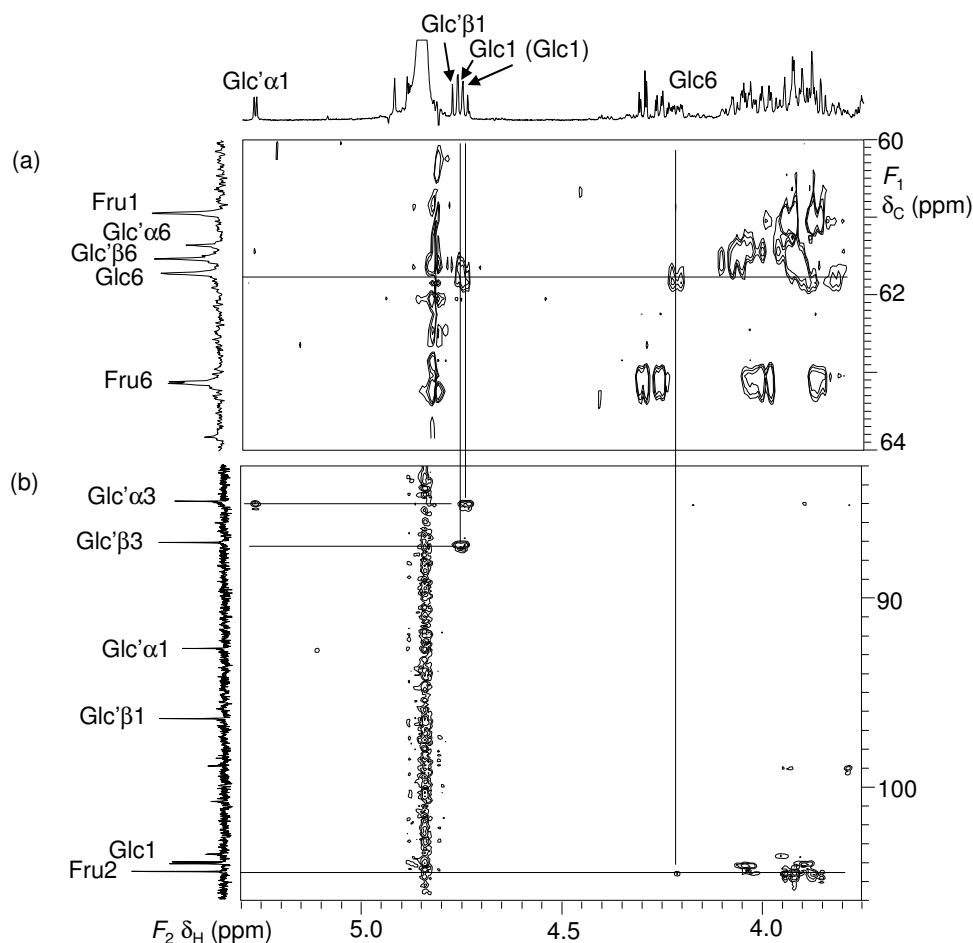 Glc'β1
Glc1 (Glc1)
Glc'α1
Glc6
(a)
60
F1
δC (ppm)
Fru1
Glc'α6
Glc'β6
Glc6
62
Fru6
64
(b)
Glc'α3
Glc'β3
90
Glc'α1
Glc'β1
100
Glc1
Fru2
F2 δH (ppm)
5.0
4.5
4.0